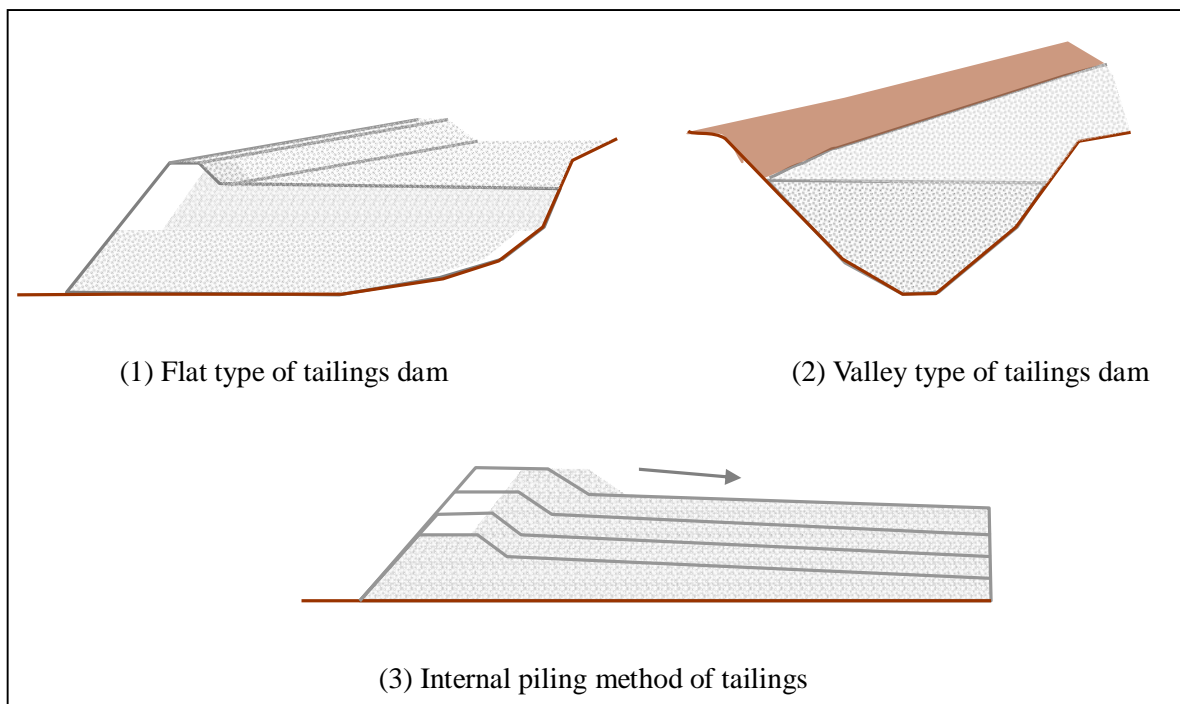 (1) Flat type of tailings dam
(2) Valley type of tailings dam
(3) Internal piling method of tailings